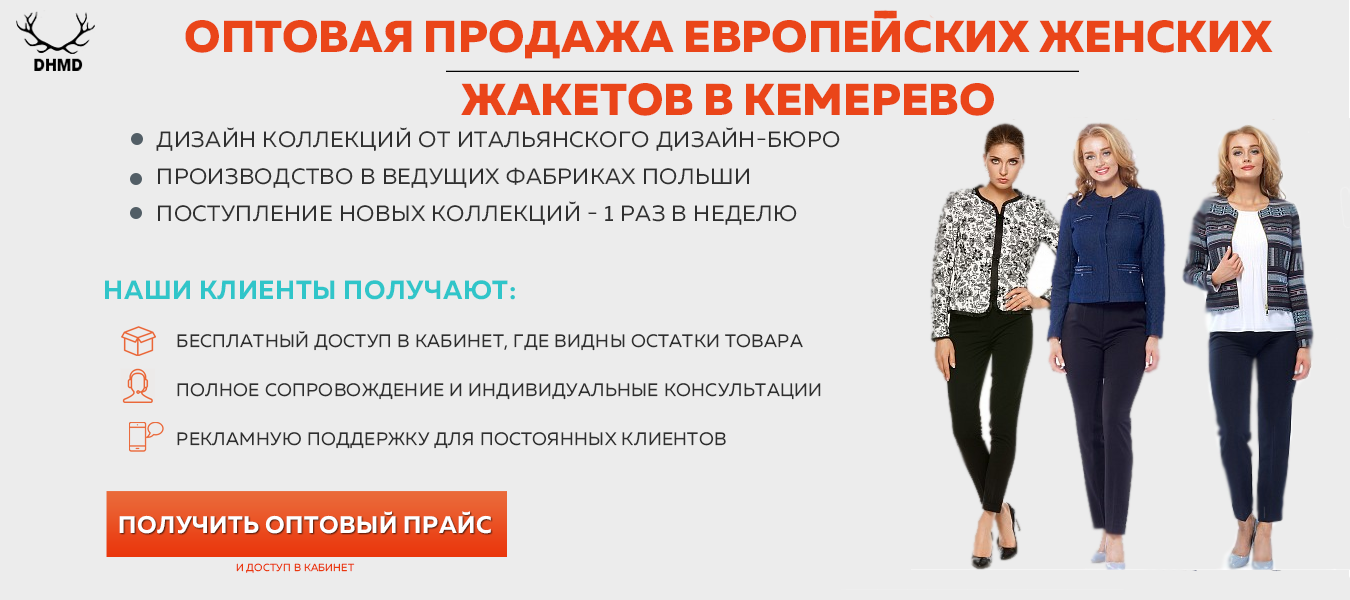 DHMD
ОПТОВАЯ ПРОДАЖА ЕВРОПЕЙСКИХ ЖЕНСКИХ
ЖАКЕТОВ В КЕМЕРЕВО
ДИЗАЙН КОЛЛЕКЦИЙ ОТ ИТАЛЬЯНСКОГО ДИЗАЙН-БЮРО
ПРОИЗВОДСТВО В ВЕДУЩИХ ФАБРИКАХ ПОЛЬШИ
ПОСТУПЛЕНИЕ НОВЫХ КОЛЛЕКЦИЙ - 1 РАЗ В НЕДЕЛЮ
НАШИ КЛИЕНТЫ ПОЛУЧАЮТ:
БЕСПЛАТНЫЙ ДОСТУП В КАБИНЕТ, ГДЕ ВИДНЫ ОСТАТКИ ТОВАРА
ПОЛНОЕ СОПРОВОЖДЕНИЕ И ИНДИВИДУАЛЬНЫЕ КОНСУЛЬТАЦИИ
РЕКЛАМНУЮ ПОДДЕРЖКУ ДЛЯ ПОСТОЯННЫХ КЛИЕНТОВ
ПОЛУЧИТЬ ОПТОВЫЙ ПРАЙС
И ДОСТУП В КАБИНЕТ